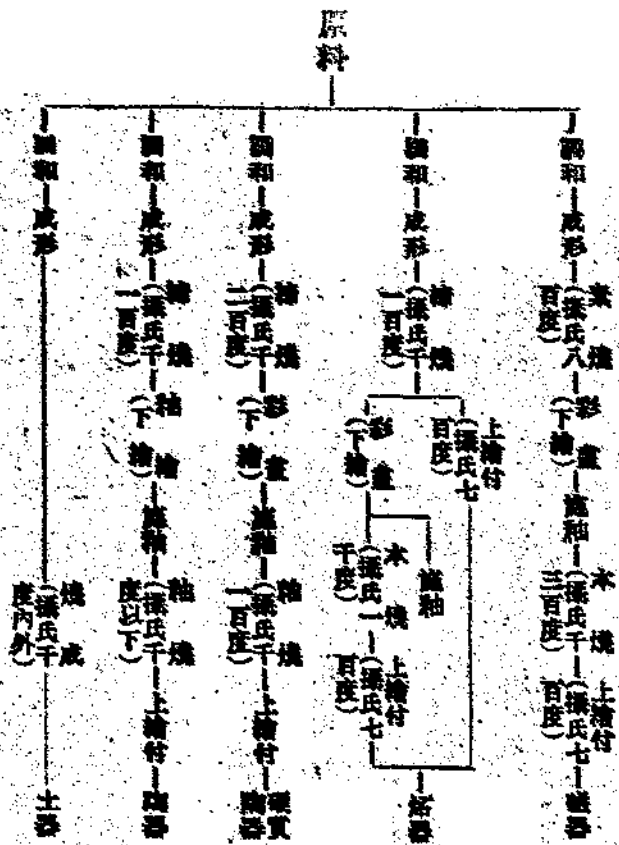 原料
調和
成形
素燒
(攝氏八
百度)
彩畫
(下繪)
施釉
本燒
(攝氏千
三百度)
上繪付
(攝氏七
百度)
磁器
調和
成形
締燒
(攝氏千
一百度)
上繪付
(攝氏七
百度)
彩畫
(下繪)
施釉
本燒
(攝氏一
千度)
上繪付
(攝氏七
百度)
炻器
調和
成形
締燒
(攝氏千
二百度)
彩畫
(下繪)
施釉
釉燒
(攝氏千
一百度)
上繪付
硬質
陶器
調和
成形
締燒
(攝氏千
一百度)
釉繪
(下繪)
施釉
釉燒
(攝氏千
度以下)
上繪付
陶器
調和
成形
燒成
(攝氏千
度內外)
土器